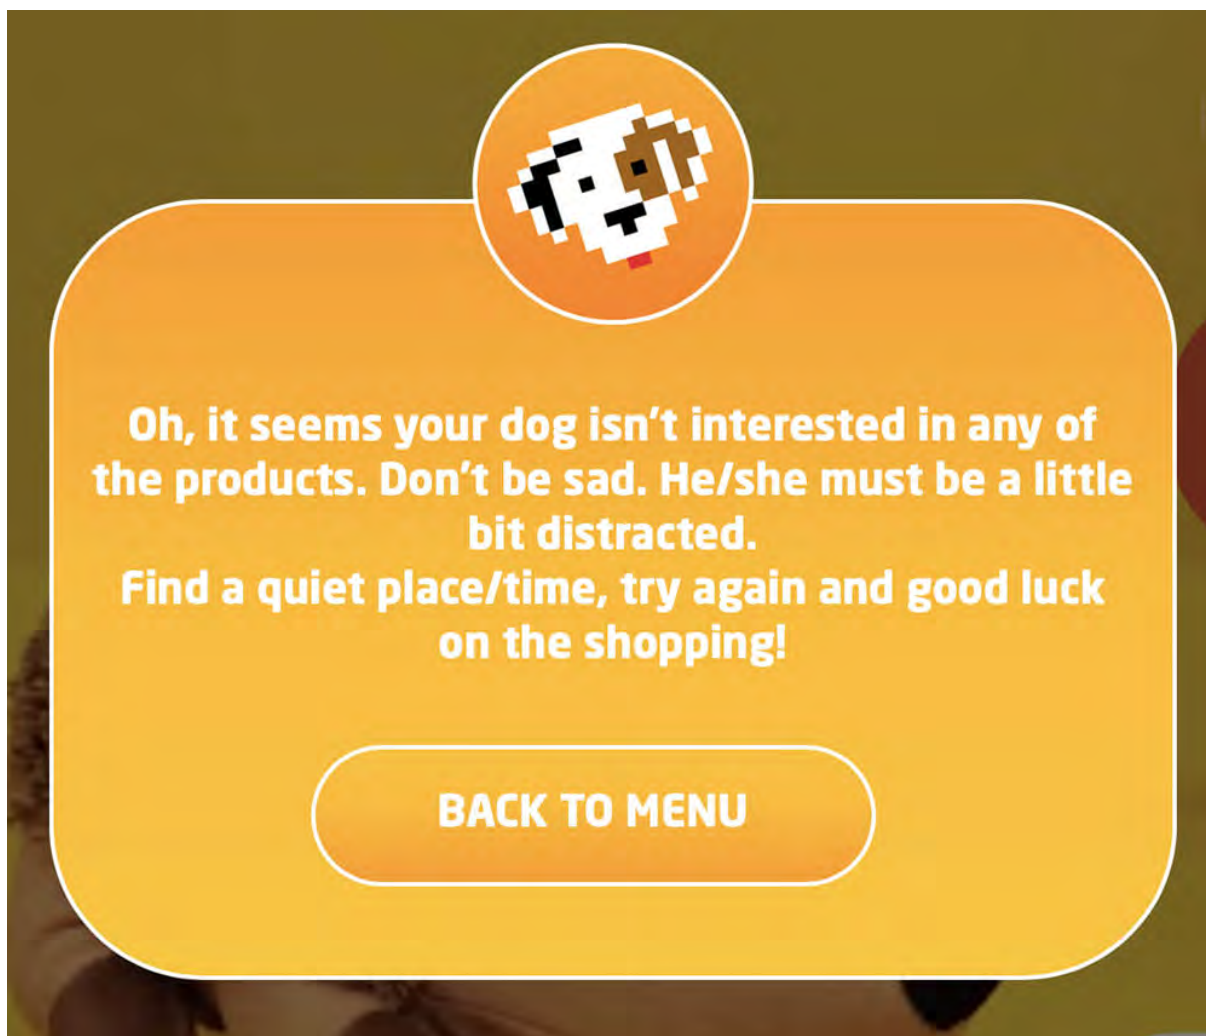 Oh, it seems your dog isn't interested in any of
the products. Don't be sad. He/she must be a little
bit distracted.
Find a quiet place/time, try again and good luck
on the shopping!
BACK TO MENU